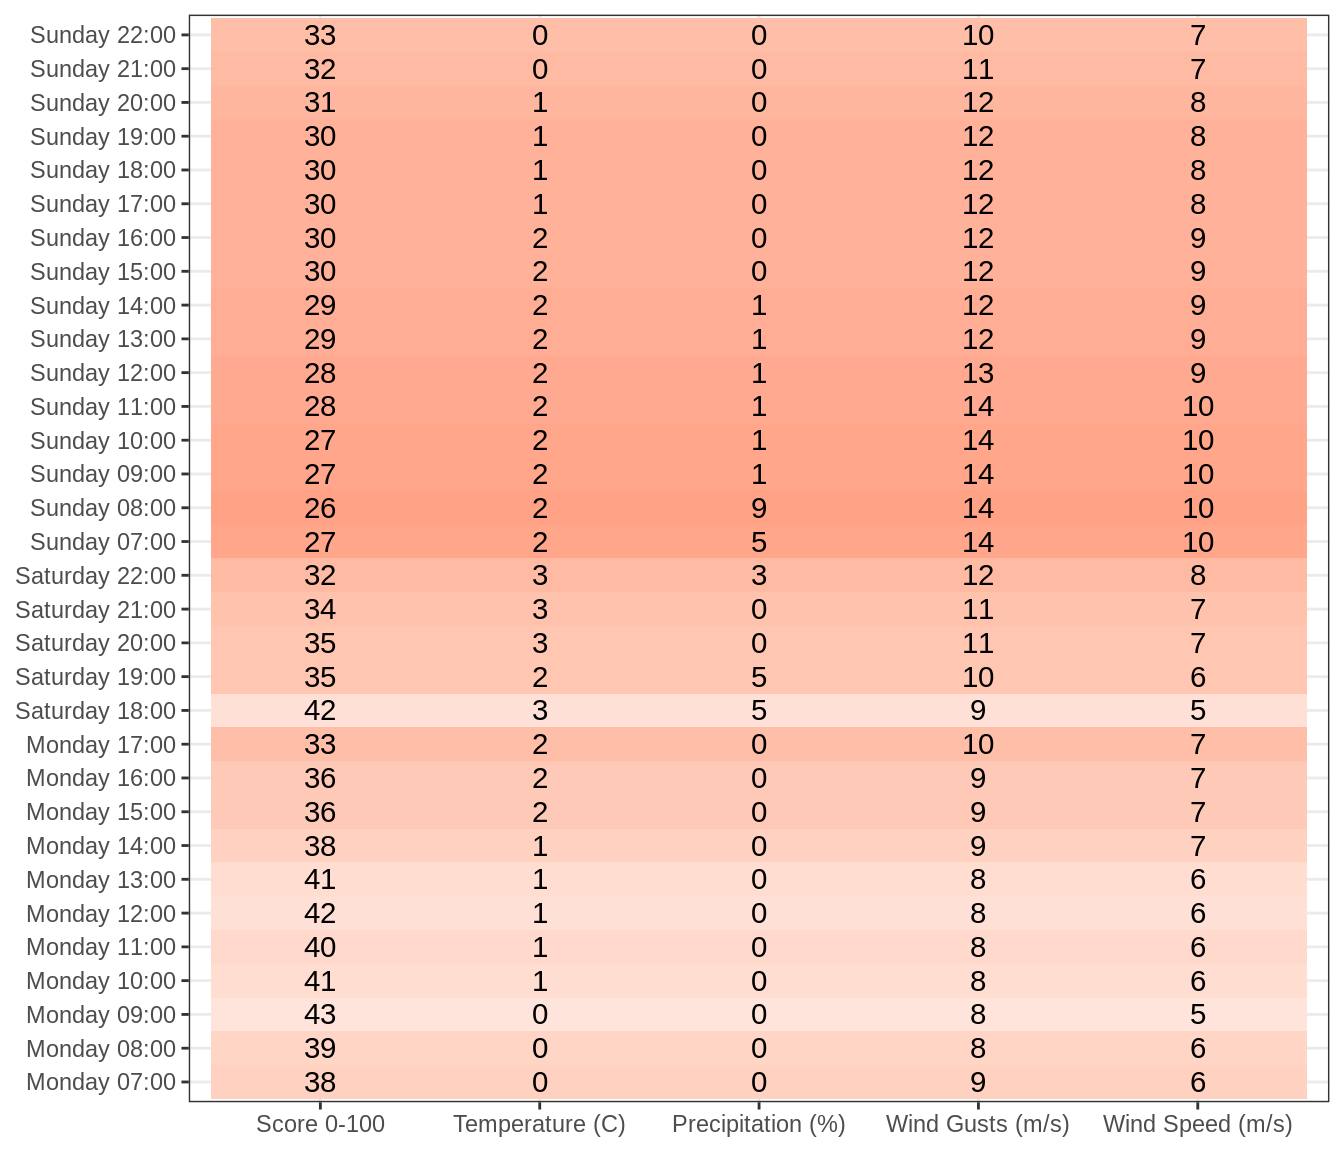 Sunday 22:00 33 0 0 10 7
Sunday 21:00 32 0 0 11 7
Sunday 20:00 31 1 0 12 8
Sunday 19:00 30 1 0 12 8
Sunday 18:00 30 1 0 12 8
Sunday 17:00 30 1 0 12 8
Sunday 16:00 30 2 0 12 9
Sunday 15:00 30 2 0 12 9
Sunday 14:00 29 2 1 12 9
Sunday 13:00 29 2 1 12 9
Sunday 12:00 28 2 1 13 9
Sunday 11:00 28 2 1 14 10
Sunday 10:00 27 2 1 14 10
Sunday 09:00 27 2 1 14 10
Sunday 08:00 26 2 9 14 10
Sunday 07:00 27 2 5 14 10
Saturday 22:00 32 3 3 12 8
Saturday 21:00 34 3 0 11 7
Saturday 20:00 35 3 0 11 7
Saturday 19:00 35 2 5 10 6
Saturday 18:00 42 3 5 9 5
Monday 17:00 33 2 0 10 7
Monday 16:00 36 2 0 9 7
Monday 15:00 36 2 0 9 7
Monday 14:00 38 1 0 9 7
Monday 13:00 41 1 0 8 6
Monday 12:00 42 1 0 8 6
Monday 11:00 40 1 0 8 6
Monday 10:00 41 1 0 8 6
Monday 09:00 43 0 0 8 5
Monday 08:00 39 0 0 8 6
Monday 07:00 38 0 0 9 6
Score 0-100 Temperature (C) Precipitation (%) Wind Gusts (m/s) Wind Speed (m/s)